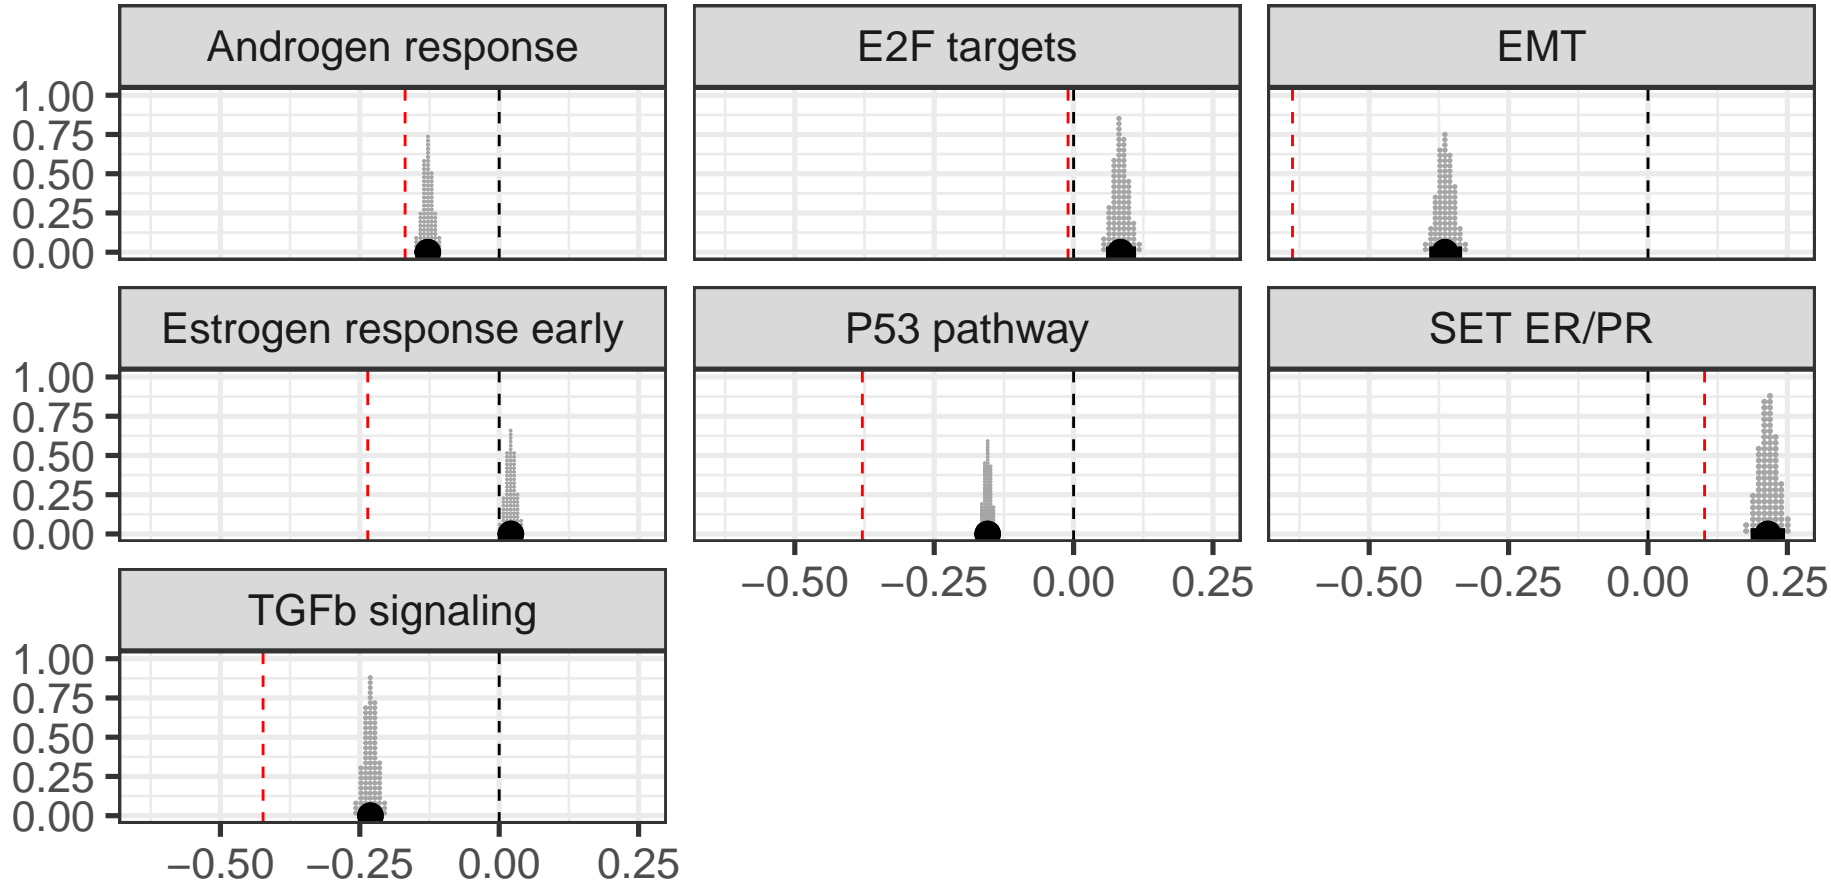 Androgen response
E2F targets
EMT
1.00
0.75
0.50
0.25
0.00
Estrogen response early
P53 pathway
SET ER/PR
1.00
0.75
0.50
0.25
0.00
−0.50 −0.25 0.00 0.25
−0.50 −0.25 0.00 0.25
TGFb signaling
1.00
0.75
0.50
0.25
0.00
−0.50 −0.25 0.00 0.25